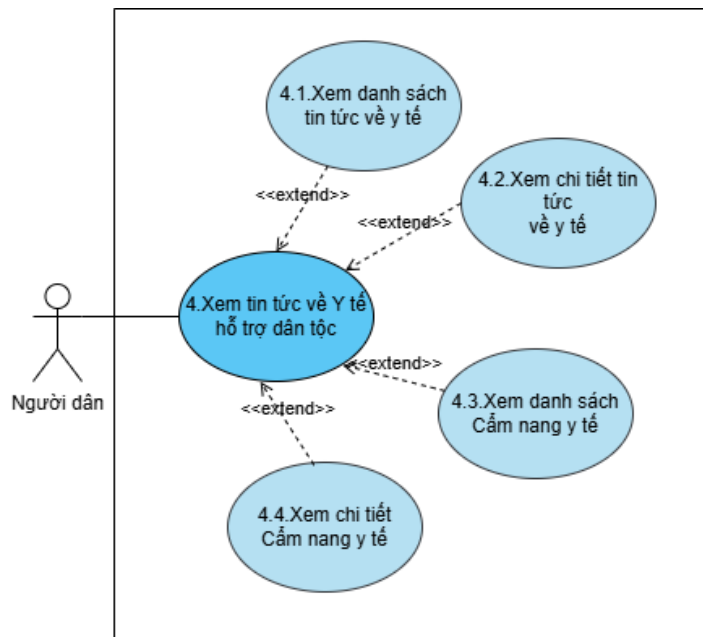 4.1.Xem danh sách
tin tức về y tế
<<extend>>
4.2.Xem chi tiết tin
tức
về y tế
<<extend>>
4.Xem tin tức về Y tế
hỗ trợ dân tộc
Người dân
<<extend>>
4.3.Xem danh sách
Cẩm nang y tế
<<extend>>
4.4.Xem chi tiết
Cẩm nang y tế